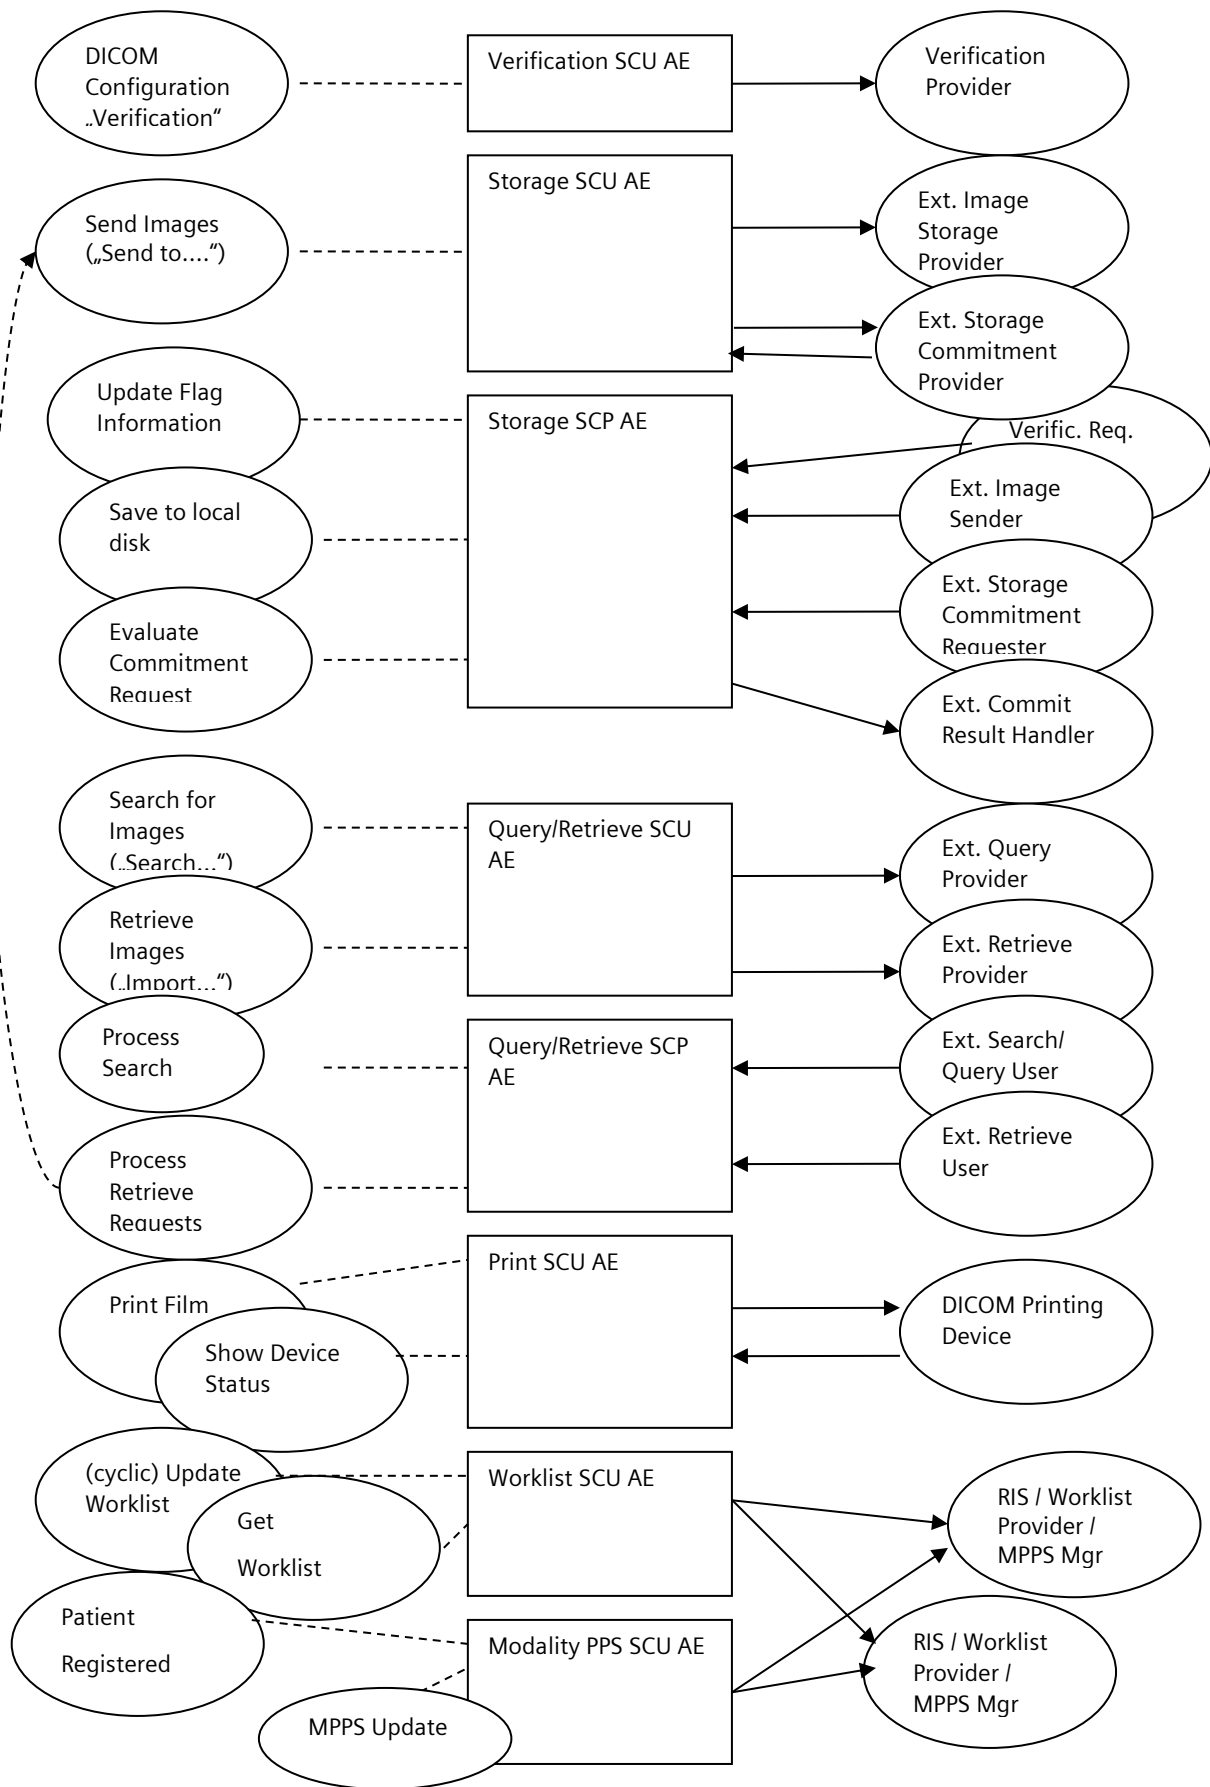 DICOM
Configuration
„Verification“
Verification SCU AE
Verification
Provider
Send Images
(„Send to....“)
Storage SCU AE
Ext. Image
Storage
Provider
Ext. Storage
Commitment
Provider
Update Flag
Information
Storage SCP AE
Verific. Req.
Save to local
disk
Ext. Image
Sender
Evaluate
Commitment
Request
Ext. Storage
Commitment
Requester
Ext. Commit
Result Handler
Search for
Images
(„Search...“)
Query/Retrieve SCU
AE
Ext. Query
Provider
Retrieve
Images
(„Import...“)
Ext. Retrieve
Provider
Process
Search
Query/Retrieve SCP
AE
Ext. Search/
Query User
Process
Retrieve
Requests
Ext. Retrieve
User
Print Film
Show Device
Status
Print SCU AE
DICOM Printing
Device
(cyclic) Update
Worklist
Get
Worklist
Worklist SCU AE
RIS / Worklist
Provider /
MPPS Mgr
Patient
Registered
Modality PPS SCU AE
RIS / Worklist
Provider /
MPPS Mgr
MPPS Update